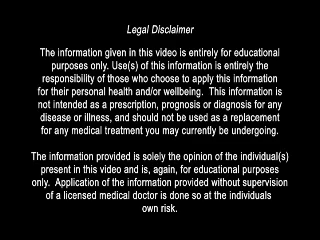 Legal Disclaimer
The information given in this video is entirely for educational
purposes only. Use(s) of this information is entirely the
responsibility of those who choose to apply this information
for their personal health and/or wellbeing. This information is
not intended as a prescription, prognosis or diagnosis for any
disease or illness, and should not be used as a replacement
for any medical treatment you may currently be undergoing.
The information provided is solely the opinion of the individual(s)
present in this video and is, again, for educational purposes
only. Application of the information provided without supervision
of a licensed medical doctor is done so at the individuals
own risk.